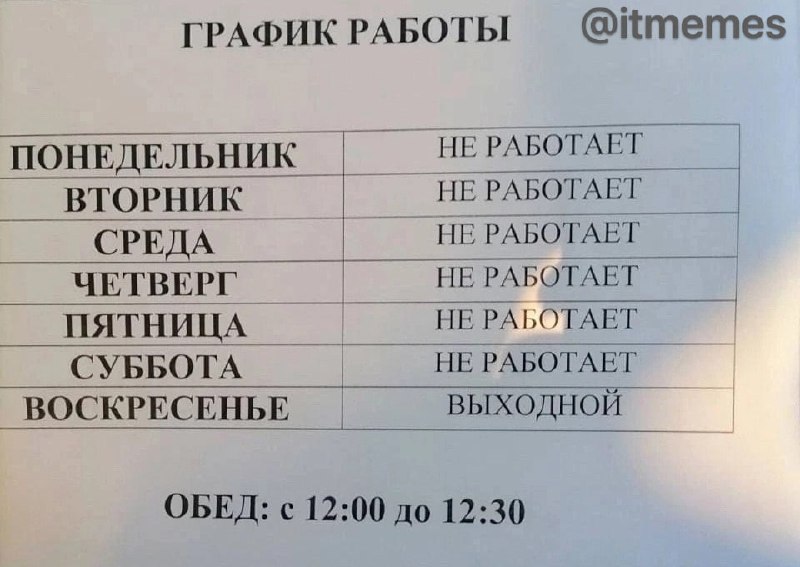 ГРАФИК РАБОТЫ
@itmemes
ПОНЕДЕЛЬНИК НЕ РАБОТАЕТ
ВТОРНИК НЕ РАБОТАЕТ
СРЕДА НЕ РАБОТАЕТ
ЧЕТВЕРГ НЕ РАБОТАЕТ
ПЯТНИЦА НЕ РАБОТАЕТ
СУББОТА НЕ РАБОТАЕТ
ВОСКРЕСЕНЬЕ ВЫХОДНОЙ
ОБЕД: с 12:00 до 12:30